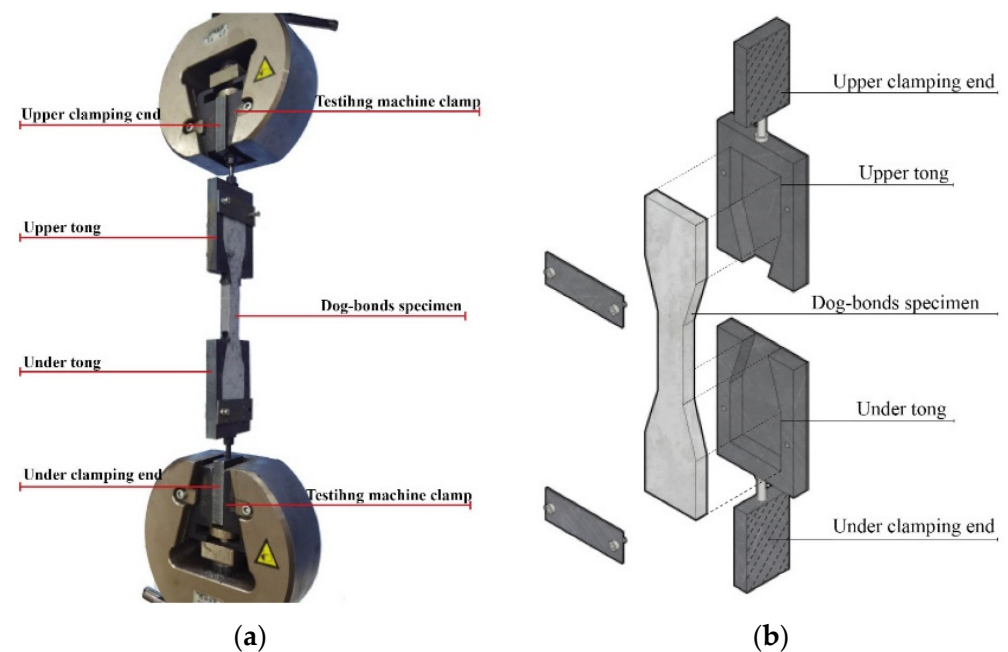 Upper clamping end
Testihng machine clamp
Upper tong
Dog-bonds specimen
Under tong
Under clamping end
Testihng machine clamp
(a)
Upper clamping end
Upper tong
Dog-bonds specimen
Under tong
Under clamping end
(b)